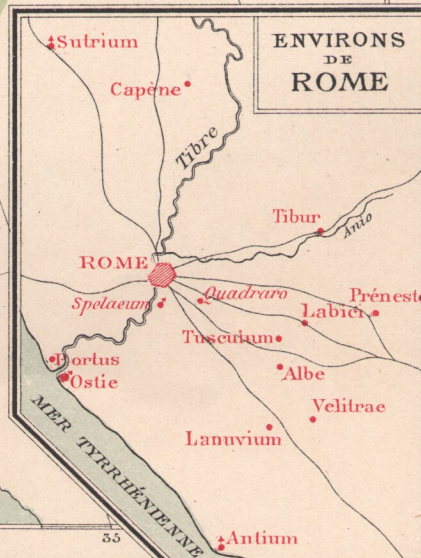 ENVIRONS
DE
ROME
Sutrium
Capène
Tibre
Tibur
Anio
ROME
Spelaeum
Quadraro
Labici
Préneste
Tusculum
Portus
Ostie
Albe
Velitrae
Lanuvium
MER TYRRHÉNIENNE
Antium
35